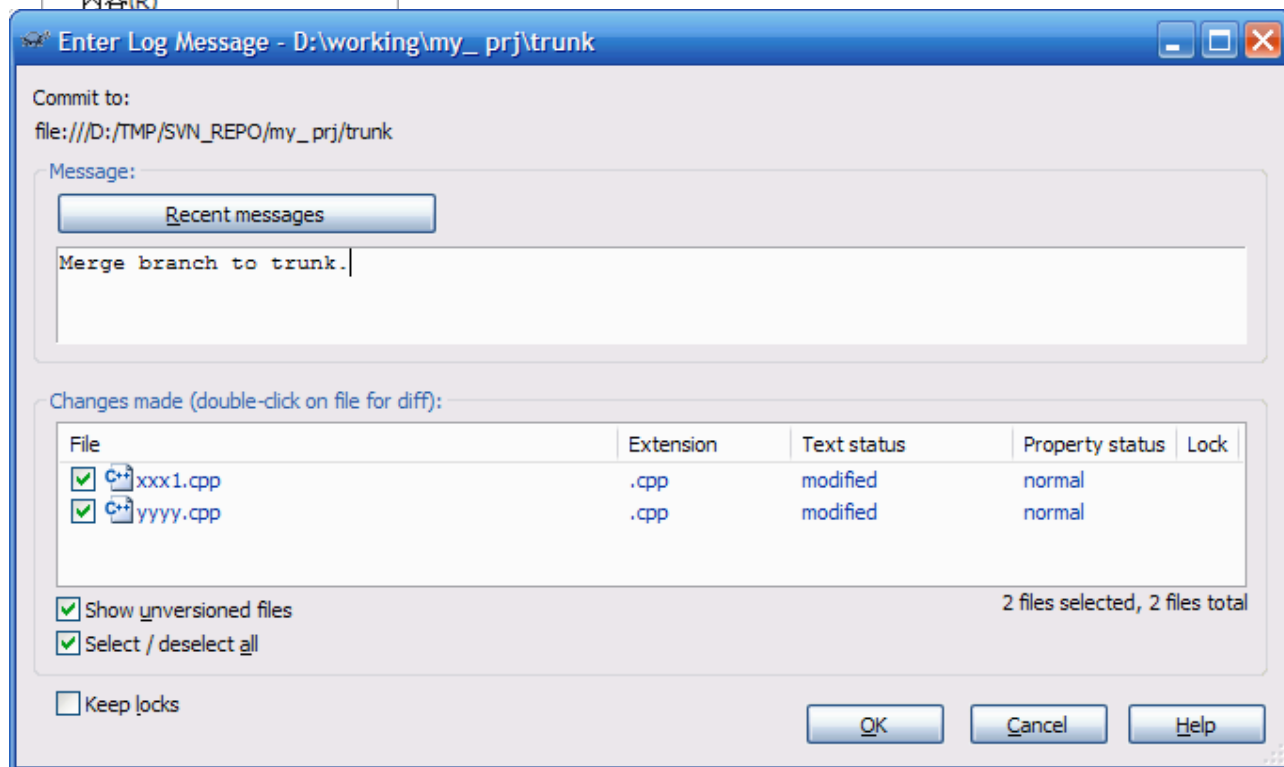 内容(R)
Enter Log Message - D:\working\my_ prj\trunk
Commit to:
file:///D:/TMP/SVN_REPO/my_ prj/trunk
Message:
Recent messages
Merge branch to trunk.
Changes made (double-click on file for diff):
File Extension Text status Property status Lock
C++ xxx1.cpp .cpp modified normal
C++ yyyy.cpp .cpp modified normal
2 files selected, 2 files total
Show unversioned files
Select / deselect all
Keep locks
OK Cancel Help